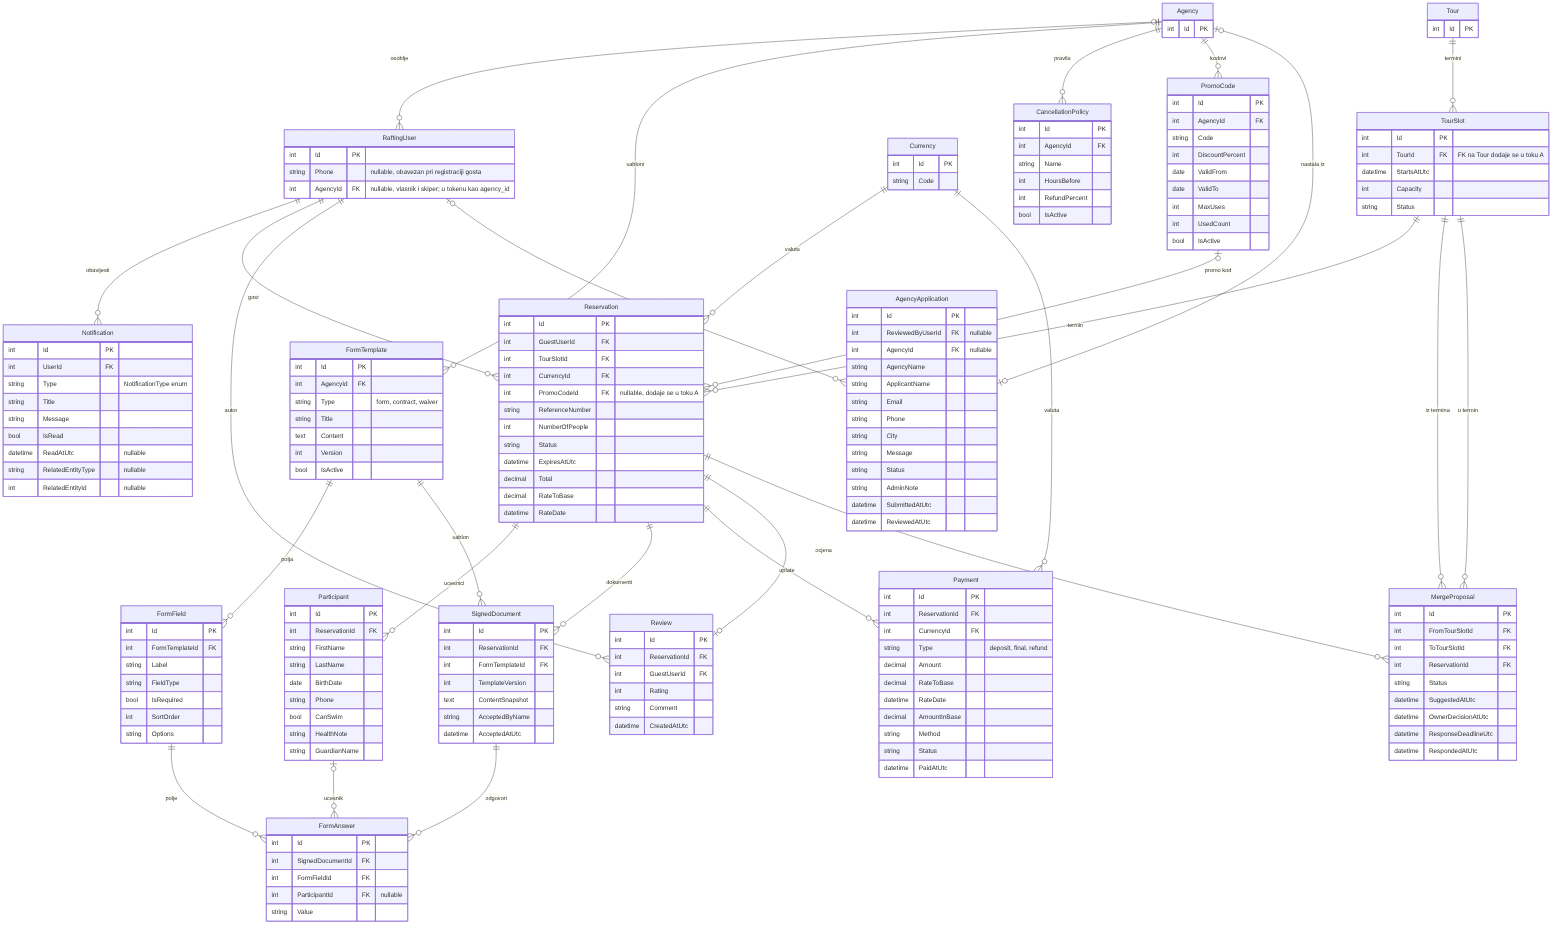 Agency
int Id PK
Tour
int Id PK
osoblje
pravila
kodovi
termini
RaftingUser
int Id PK
string Phone nullable, obavezan pri registraciji gosta
int AgencyId FK nullable, vlasnik i skiper; u tokenu kao agency_id
sabloni
CancellationPolicy
int Id PK
int AgencyId FK
string Name
int HoursBefore
int RefundPercent
bool IsActive
PromoCode
int Id PK
int AgencyId FK
string Code
int DiscountPercent
date ValidFrom
date ValidTo
int MaxUses
int UsedCount
bool IsActive
nastala iz
TourSlot
int Id PK
int TourId FK FK na Tour dodaje se u toku A
datetime StartsAtUtc
int Capacity
string Status
Currency
int Id PK
string Code
obavijesti
gost
valuta
promo kod
termin
Notification
int Id PK
int UserId FK
string Type NotificationType enum
string Title
string Message
bool IsRead
datetime ReadAtUtc nullable
string RelatedEntityType nullable
int RelatedEntityId nullable
FormTemplate
int Id PK
int AgencyId FK
string Type form, contract, waiver
string Title
text Content
int Version
bool IsActive
Reservation
int Id PK
int GuestUserId FK
int TourSlotId FK
int CurrencyId FK
int PromoCodeId FK nullable, dodaje se u toku A
string ReferenceNumber
int NumberOfPeople
string Status
datetime ExpiresAtUtc
decimal Total
decimal RateToBase
datetime RateDate
AgencyApplication
int Id PK
int ReviewedByUserId FK nullable
int AgencyId FK nullable
string AgencyName
string ApplicantName
string Email
string Phone
string City
string Message
string Status
string AdminNote
datetime SubmittedAtUtc
datetime ReviewedAtUtc
autor
valuta
iz termina
u termin
polja
sablon
ucesnici
dokumenti
ocjena
uplate
FormField
int Id PK
int FormTemplateId FK
string Label
string FieldType
bool IsRequired
int SortOrder
string Options
Participant
int Id PK
int ReservationId FK
string FirstName
string LastName
date BirthDate
string Phone
bool CanSwim
string HealthNote
string GuardianName
SignedDocument
int Id PK
int ReservationId FK
int FormTemplateId FK
int TemplateVersion
text ContentSnapshot
string AcceptedByName
datetime AcceptedAtUtc
Review
int Id PK
int ReservationId FK
int GuestUserId FK
int Rating
string Comment
datetime CreatedAtUtc
Payment
int Id PK
int ReservationId FK
int CurrencyId FK
string Type deposit, final, refund
decimal Amount
decimal RateToBase
datetime RateDate
decimal AmountInBase
string Method
string Status
datetime PaidAtUtc
MergeProposal
int Id PK
int FromTourSlotId FK
int ToTourSlotId FK
int ReservationId FK
string Status
datetime SuggestedAtUtc
datetime OwnerDecisionAtUtc
datetime ResponseDeadlineUtc
datetime RespondedAtUtc
polje
ucesnik
odgovori
FormAnswer
int Id PK
int SignedDocumentId FK
int FormFieldId FK
int ParticipantId FK nullable
string Value